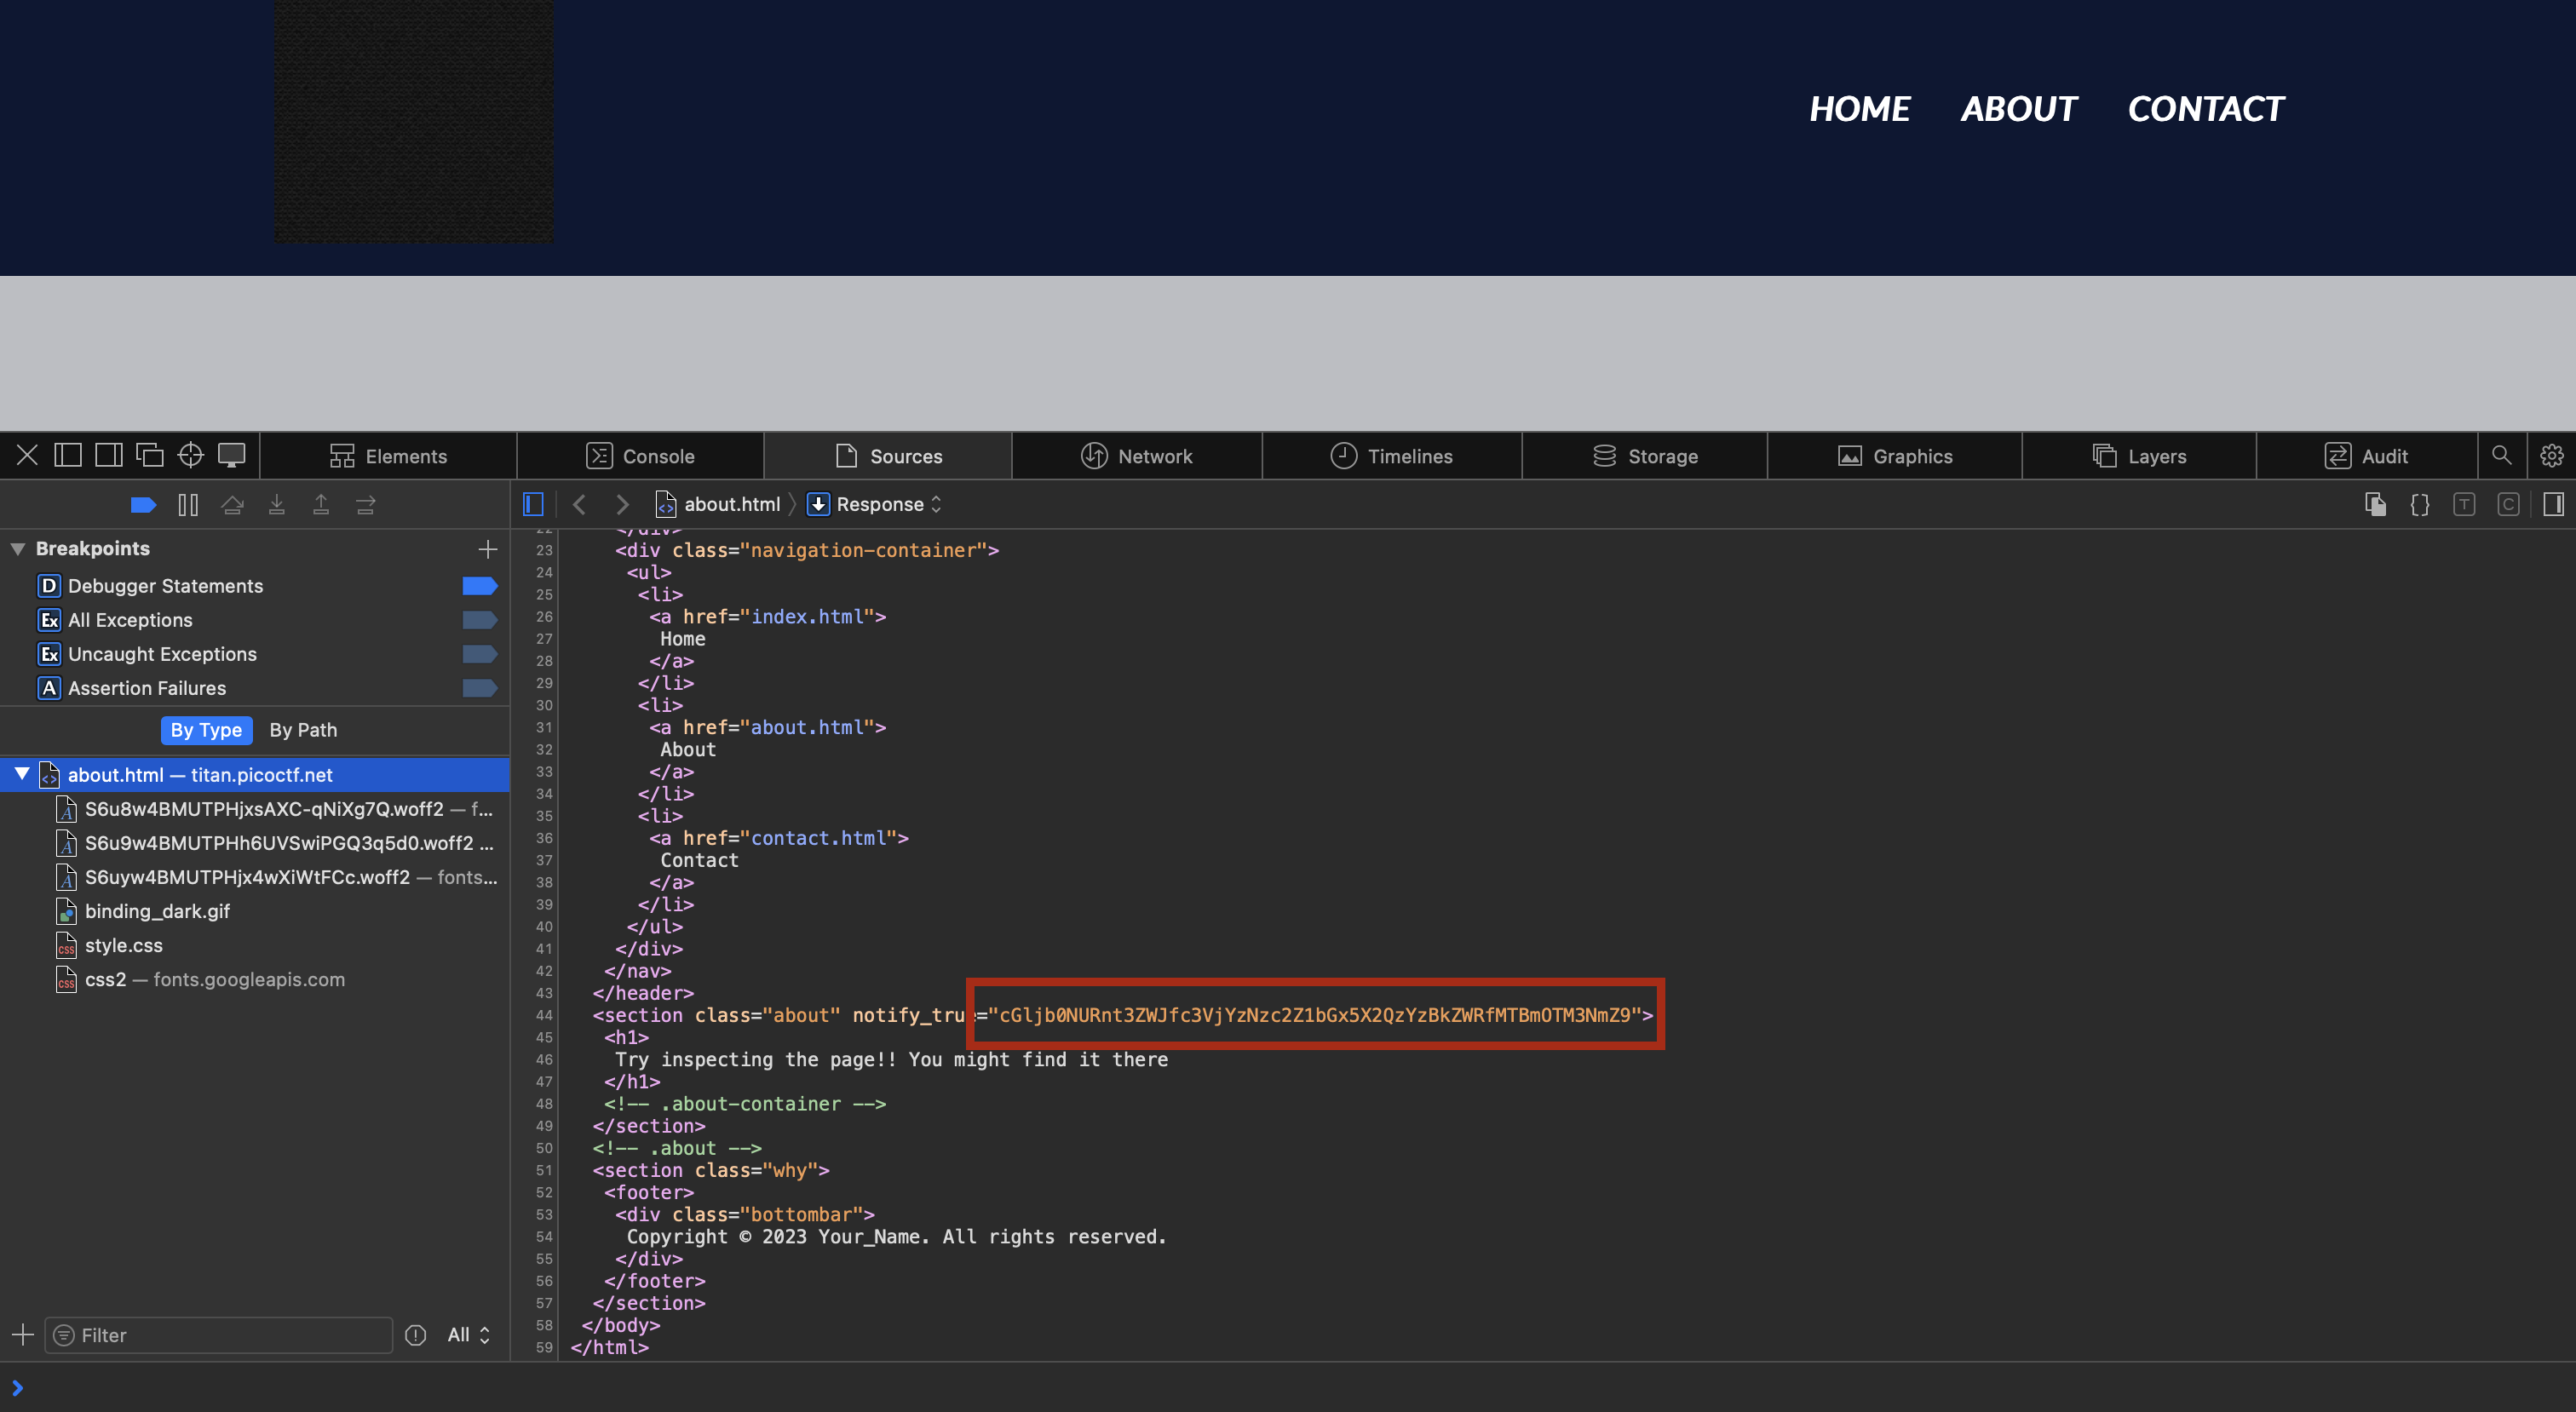 HOME ABOUT CONTACT
Elements Console Sources Network Timelines Storage Graphics Layers Audit
about.html Response
Breakpoints
D Debugger Statements
Ex All Exceptions
Ex Uncaught Exceptions
A Assertion Failures
By Type By Path
about.html — titan.picoctf.net
S6u8w4BMUTPHjxsAXC-qNiXg7Q.woff2 — f...
S6u9w4BMUTPHh6UVSwiPGQ3q5d0.woff2 ...
S6uyw4BMUTPHjx4wXiWtFCc.woff2 — fonts...
binding_dark.gif
style.css
css2 — fonts.googleapis.com
Filter All
22 </div>
23 <div class="navigation-container">
24 <ul>
25 <li>
26 <a href="index.html">
27 Home
28 </a>
29 </li>
30 <li>
31 <a href="about.html">
32 About
33 </a>
34 </li>
35 <li>
36 <a href="contact.html">
37 Contact
38 </a>
39 </li>
40 </ul>
41 </div>
42 </nav>
43 </header>
44 <section class="about" notify_true="cGljb0NURnt3ZWJfc3VjYzNzc2Z1bGx5X2QzYzBkZWRfMTBmOTM3NmZ9">
45 <h1>
46 Try inspecting the page!! You might find it there
47 </h1>
48 <!-- .about-container -->
49 </section>
50 <!-- .about -->
51 <section class="why">
52 <footer>
53 <div class="bottombar">
54 Copyright © 2023 Your_Name. All rights reserved.
55 </div>
56 </footer>
57 </section>
58 </body>
59 </html>